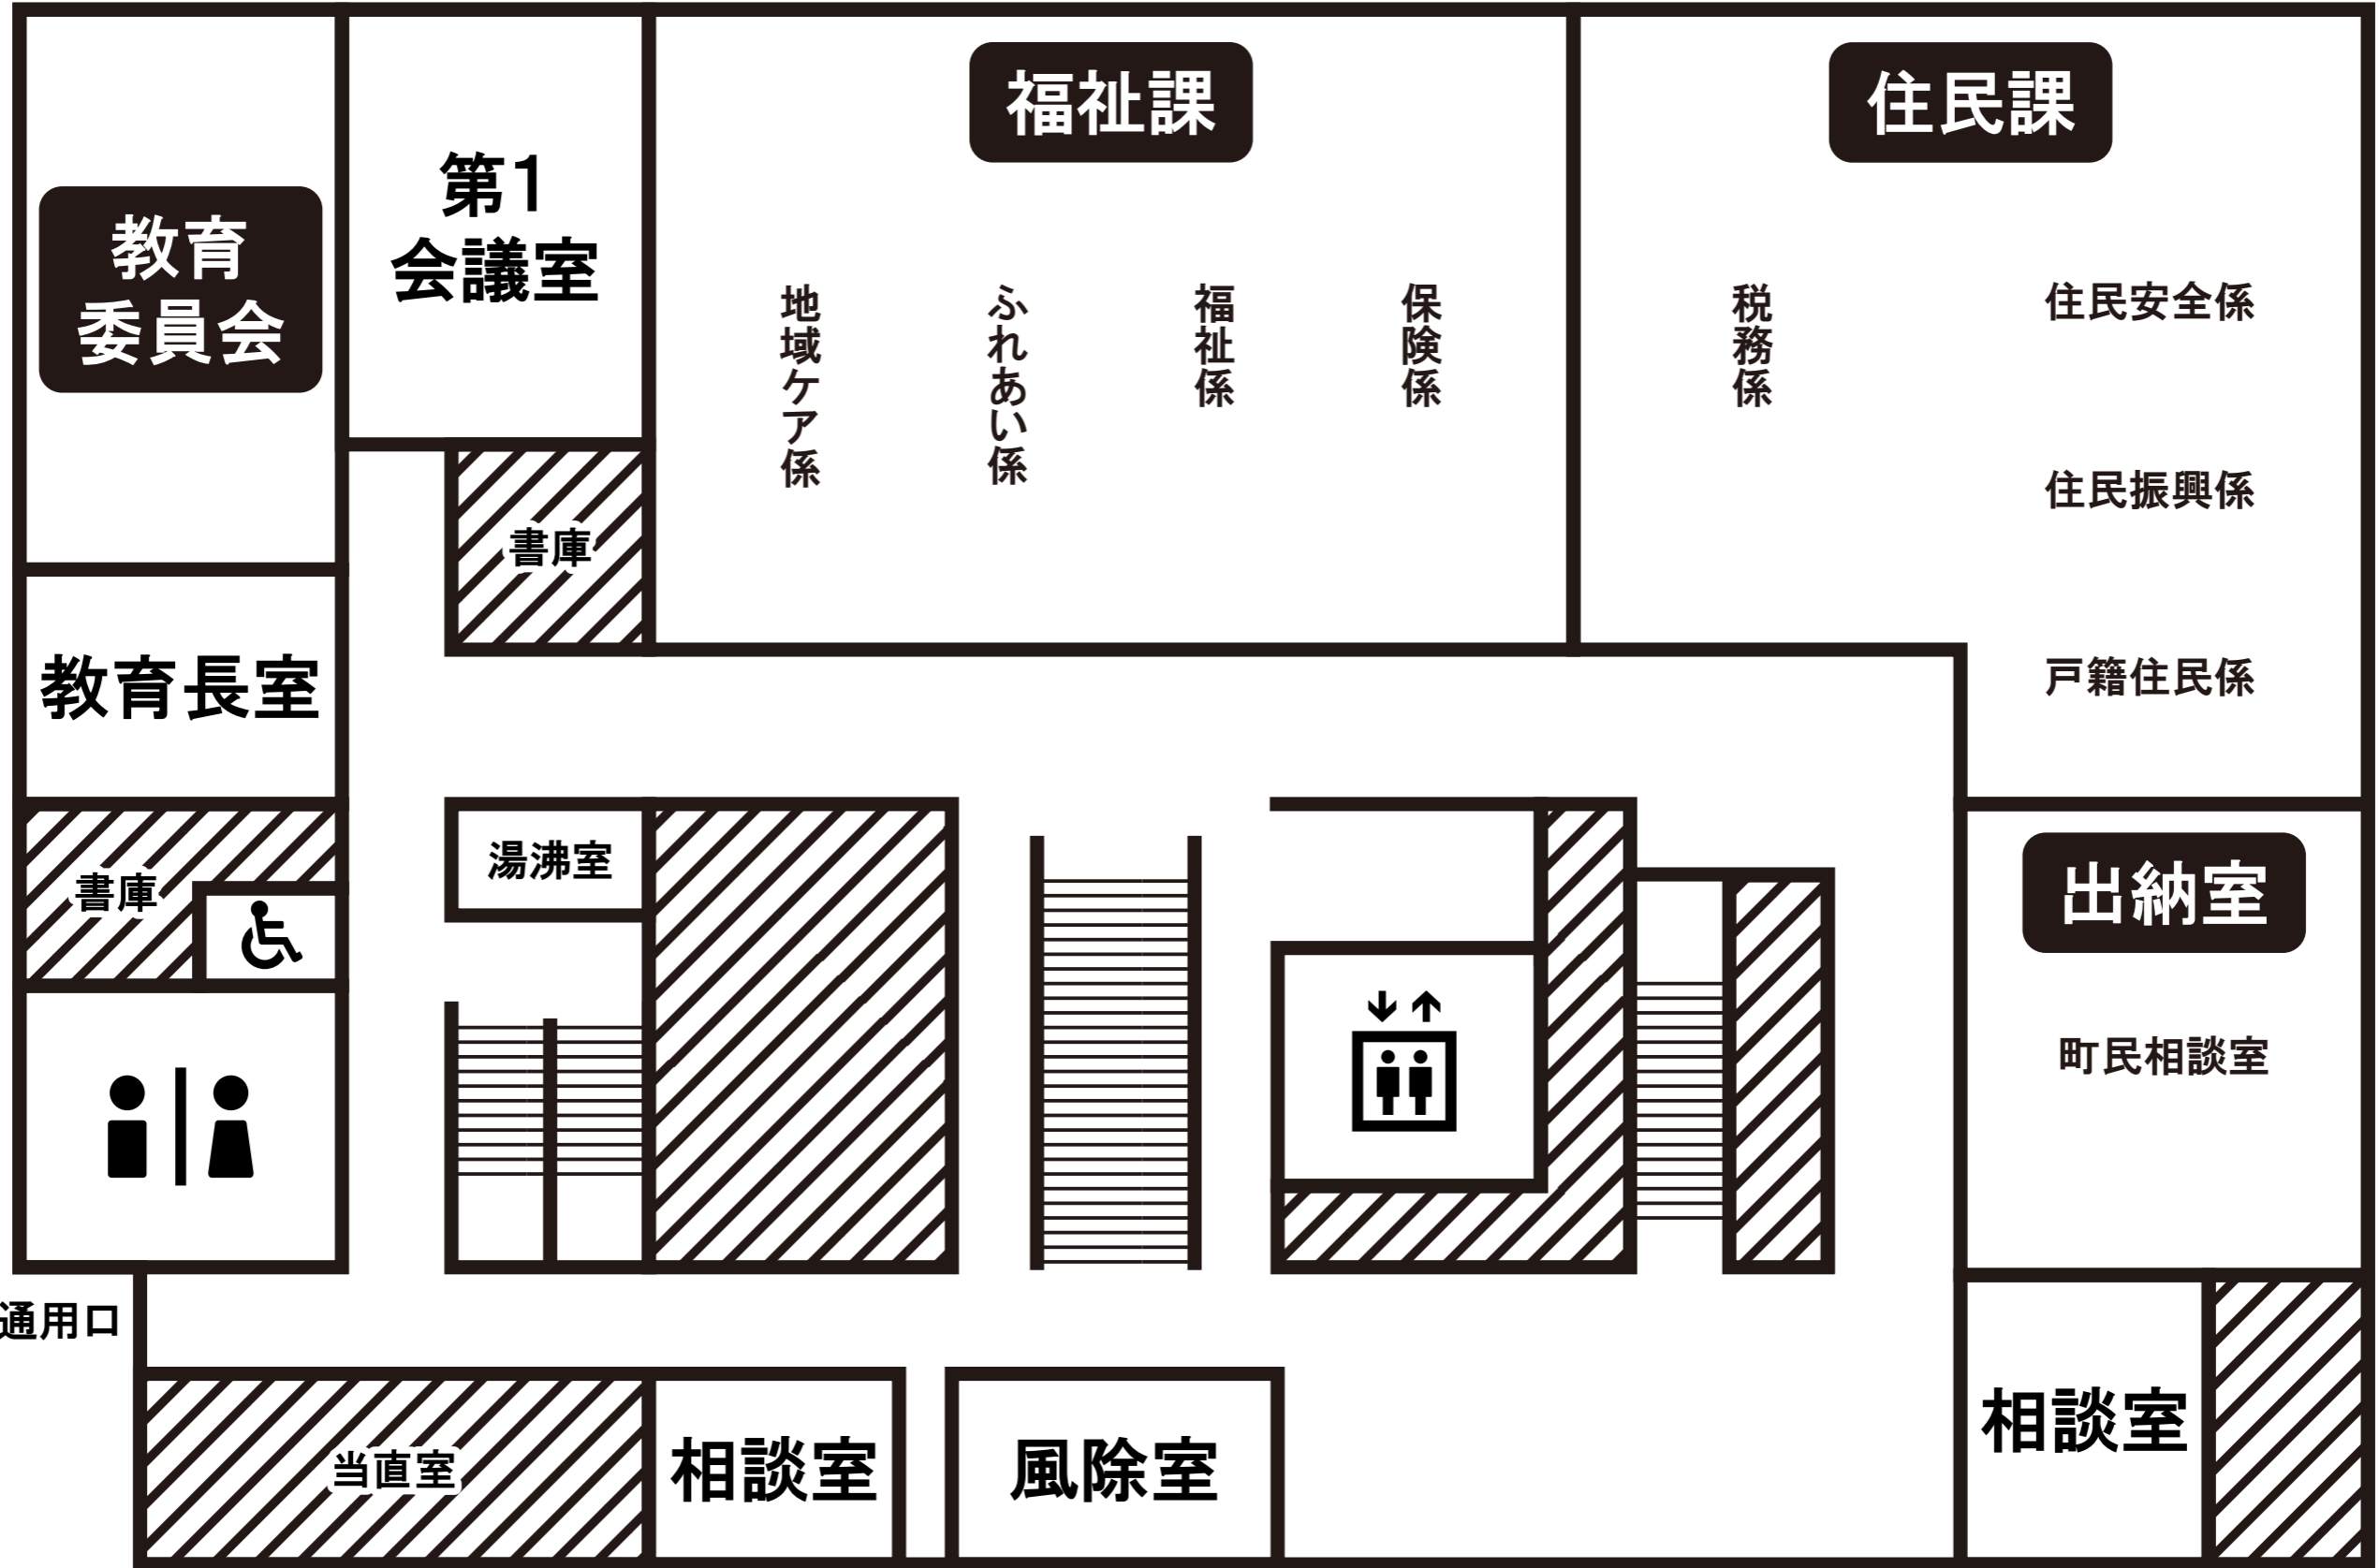 福祉課
住民課
教育
委員会
第1
会議室
地域ケア係
ふれあい係
福祉係
保険係
税務係
住民安全係
住民振興係
戸籍住民係
書庫
教育長室
湯沸室
書庫
出納室
町民相談室
通用口
当直室
相談室
風除室
相談室